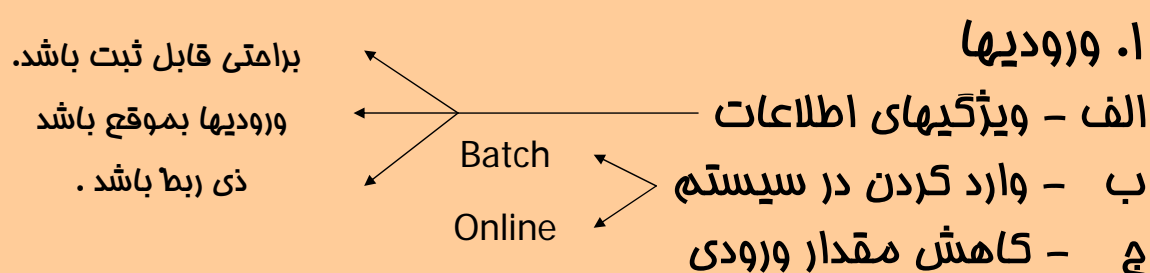 ۱. ورودیها
الف – ویژگیهای اطلاعات
براحتی قابل ثبت باشد.
ورودیها بموقع باشد
ذی ربط باشد .
ب – وارد کردن در سیستم
Batch
Online
ج – کاهش مقدار ورودی